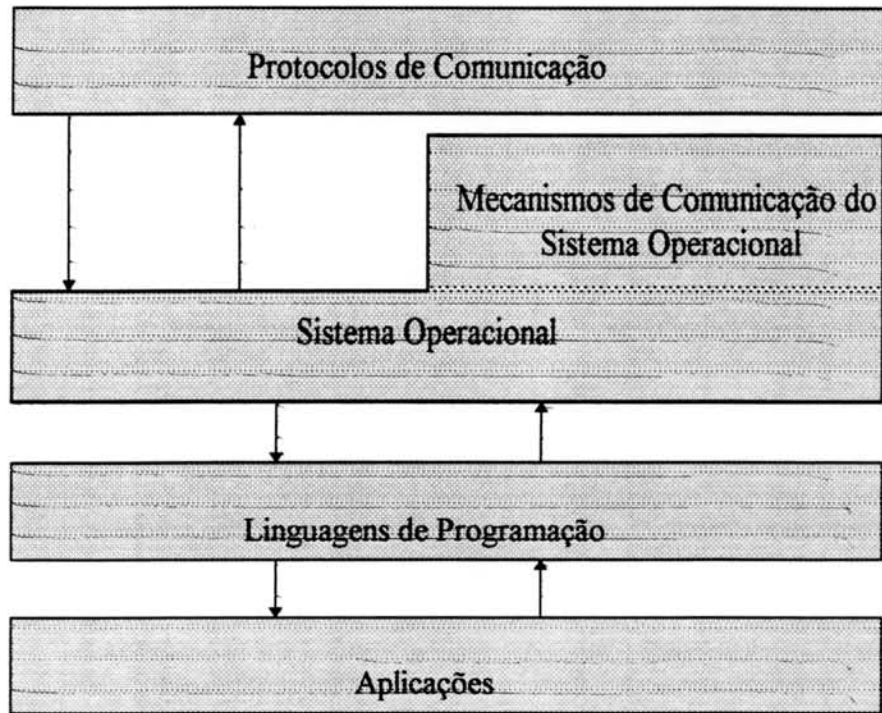 Protocolos de Comunicação
Mecanismos de Comunicação do
Sistema Operacional
Sistema Operacional
Linguagens de Programação
Aplicações